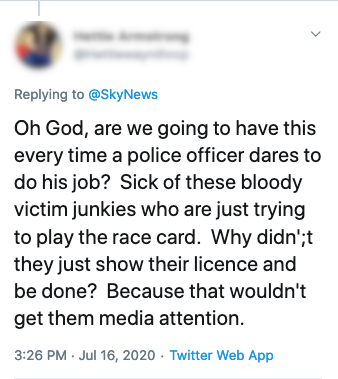 Replying to @SkyNews
Oh God, are we going to have this
every time a police officer dares to
do his job?  Sick of these bloody
victim junkies who are just trying
to play the race card.  Why didn';t
they just show their licence and
be done?  Because that wouldn't
get them media attention.
3:26 PM · Jul 16, 2020 · Twitter Web App